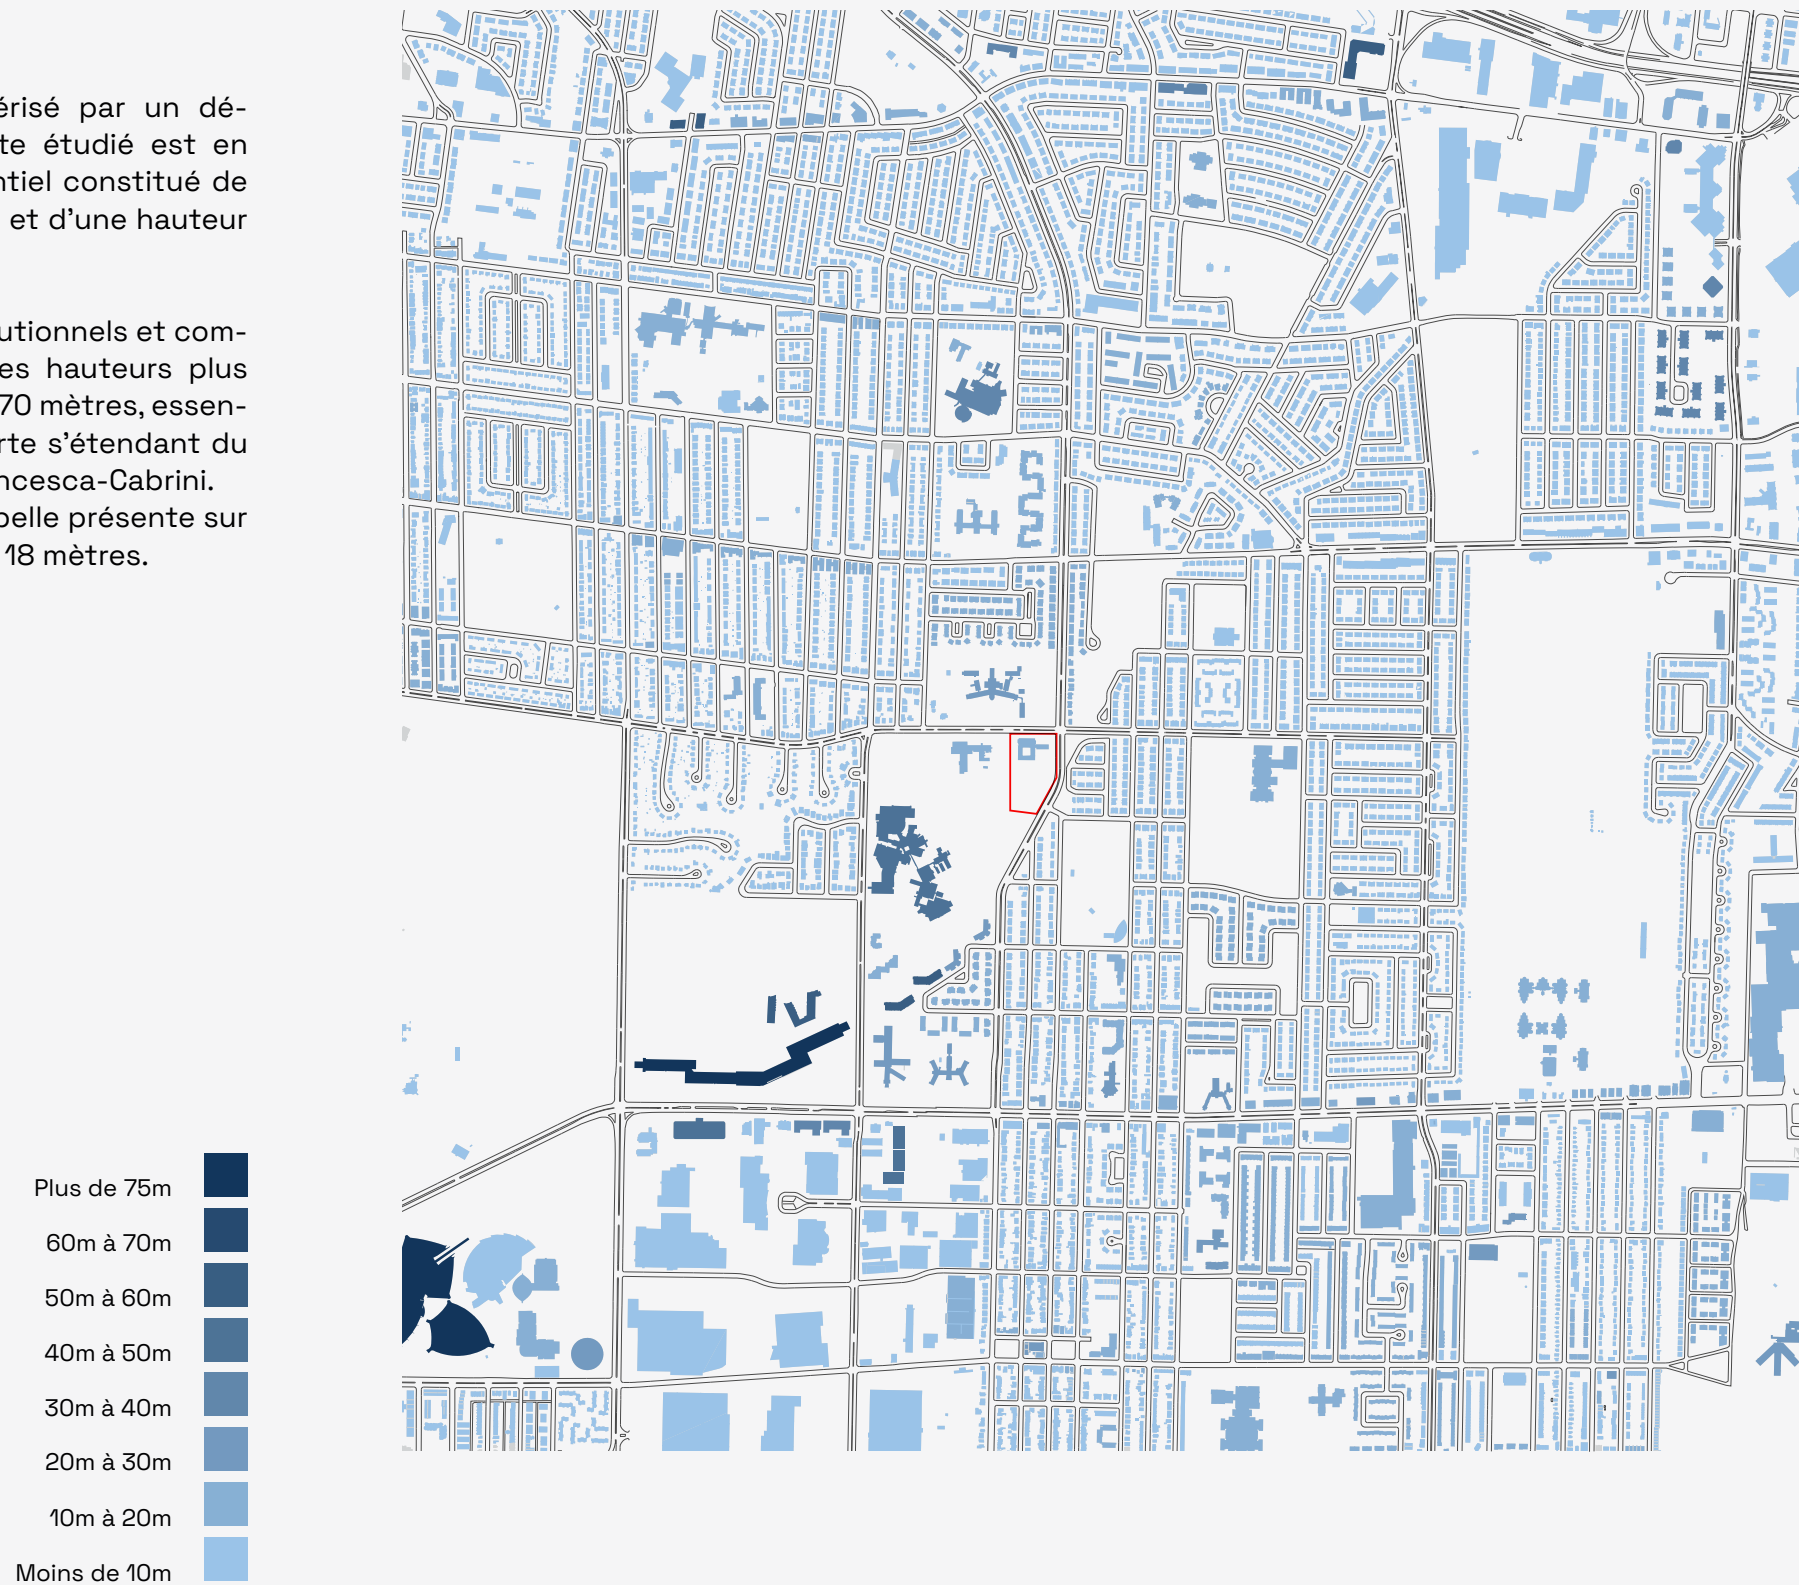 érisé par un dé-
te étudié est en
ntiel constitué de
et d'une hauteur
utionnels et com-
es hauteurs plus
70 mètres, essen-
rte s'étendant du
ncesca-Cabrini.
pelle présente sur
18 mètres.
Plus de 75m
60m à 70m
50m à 60m
40m à 50m
30m à 40m
20m à 30m
10m à 20m
Moins de 10m